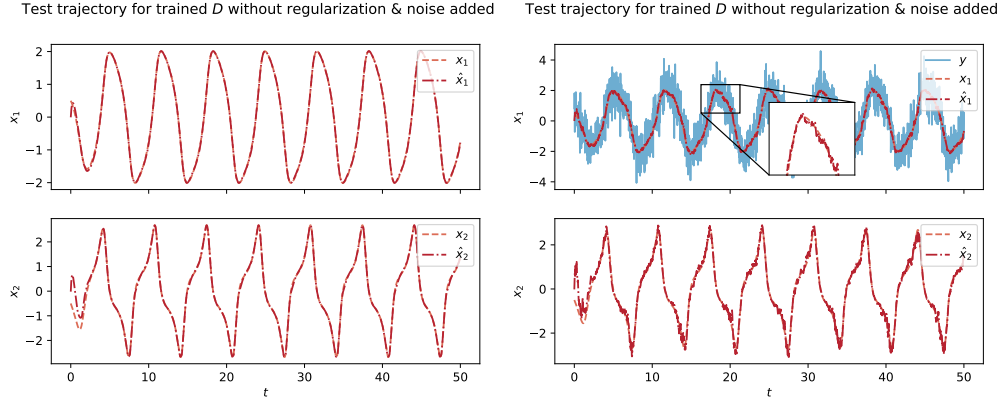 Test trajectory for trained D without regularization & noise added
x₁
2
1
0
−1
−2
x₁
x̂₁
x₂
2
1
0
−1
−2
x₂
x̂₂
0 10 20 30 40 50
t
Test trajectory for trained D without regularization & noise added
x₁
4
2
0
−2
−4
y
x₁
x̂₁
x₂
2
0
−2
x₂
x̂₂
0 10 20 30 40 50
t